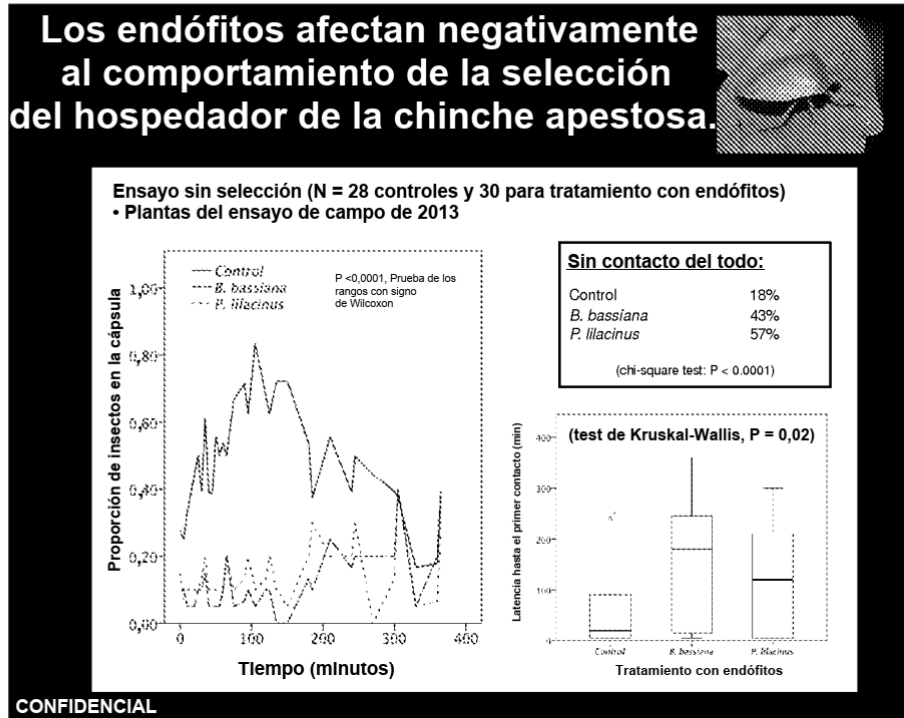 Los endófitos afectan negativamente
al comportamiento de la selección
del hospedador de la chinche apestosa.
Ensayo sin selección (N = 28 controles y 30 para tratamiento con endófitos)
• Plantas del ensayo de campo de 2013
Proporción de insectos en la cápsula
1,00
0,80
0,60
0,40
0,20
0,00
Control
B. bassiana
P. lilacinus
P <0,0001, Prueba de los
rangos con signo
de Wilcoxon
0
100
200
300
400
Tiempo (minutos)
Sin contacto del todo:
Control 18%
B. bassiana 43%
P. lilacinus 57%
(chi-square test: P < 0.0001)
(test de Kruskal-Wallis, P = 0,02)
Latencia hasta el primer contacto (min)
400
300
200
100
0
Control
B. bassiana
P. lilacinus
Tratamiento con endófitos
CONFIDENCIAL